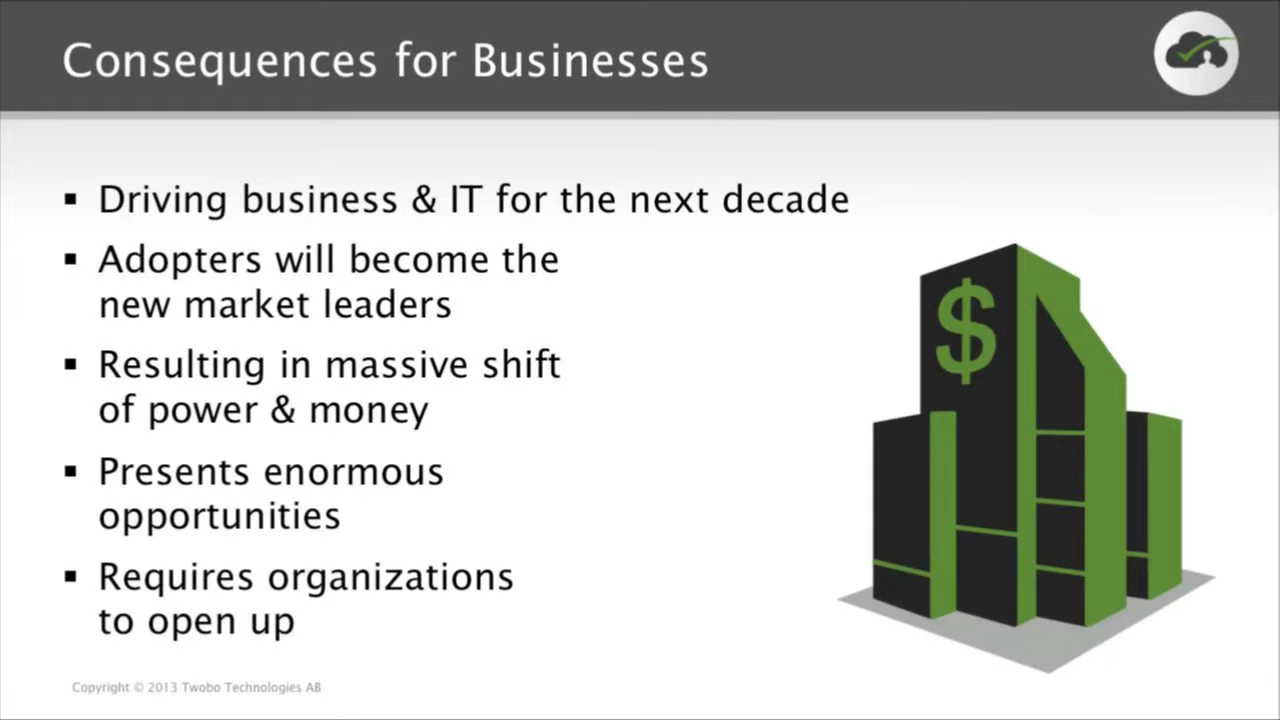 Consequences for Businesses
▪ Driving business & IT for the next decade
▪ Adopters will become the
new market leaders
▪ Resulting in massive shift
of power & money
▪ Presents enormous
opportunities
▪ Requires organizations
to open up
$
Copyright © 2013 Twobo Technologies AB